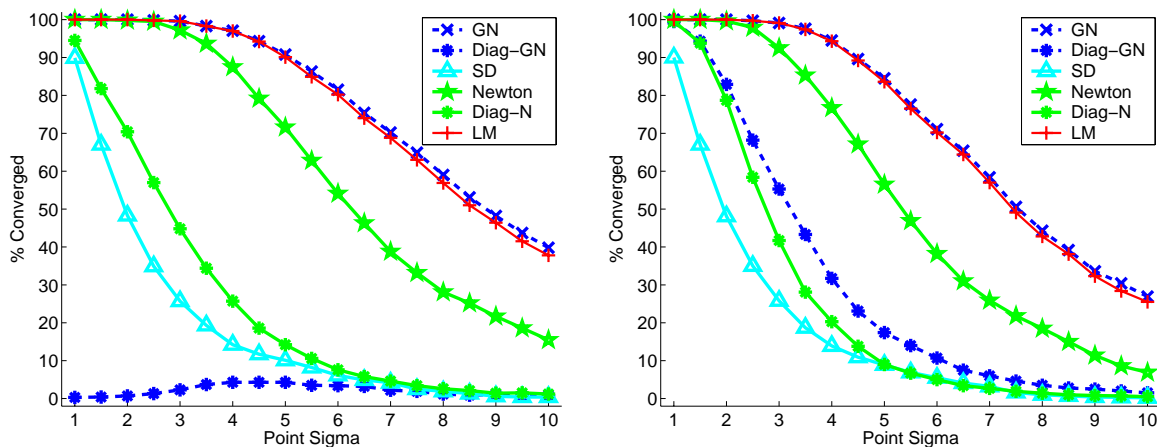 100
90
80
70
60
50
40
30
20
10
0
% Converged
1 2 3 4 5 6 7 8 9 10
Point Sigma
GN
Diag-GN
SD
Newton
Diag-N
LM
100
90
80
70
60
50
40
30
20
10
0
% Converged
1 2 3 4 5 6 7 8 9 10
Point Sigma
GN
Diag-GN
SD
Newton
Diag-N
LM